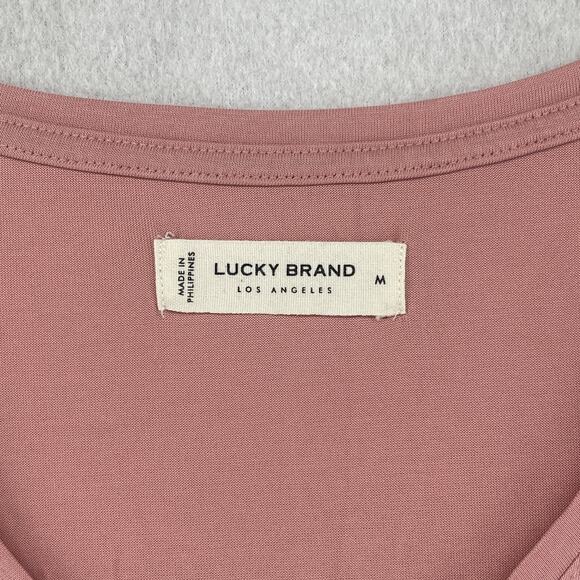 MADE IN
PHILIPPINES
LUCKY BRAND
LOS ANGELES
M